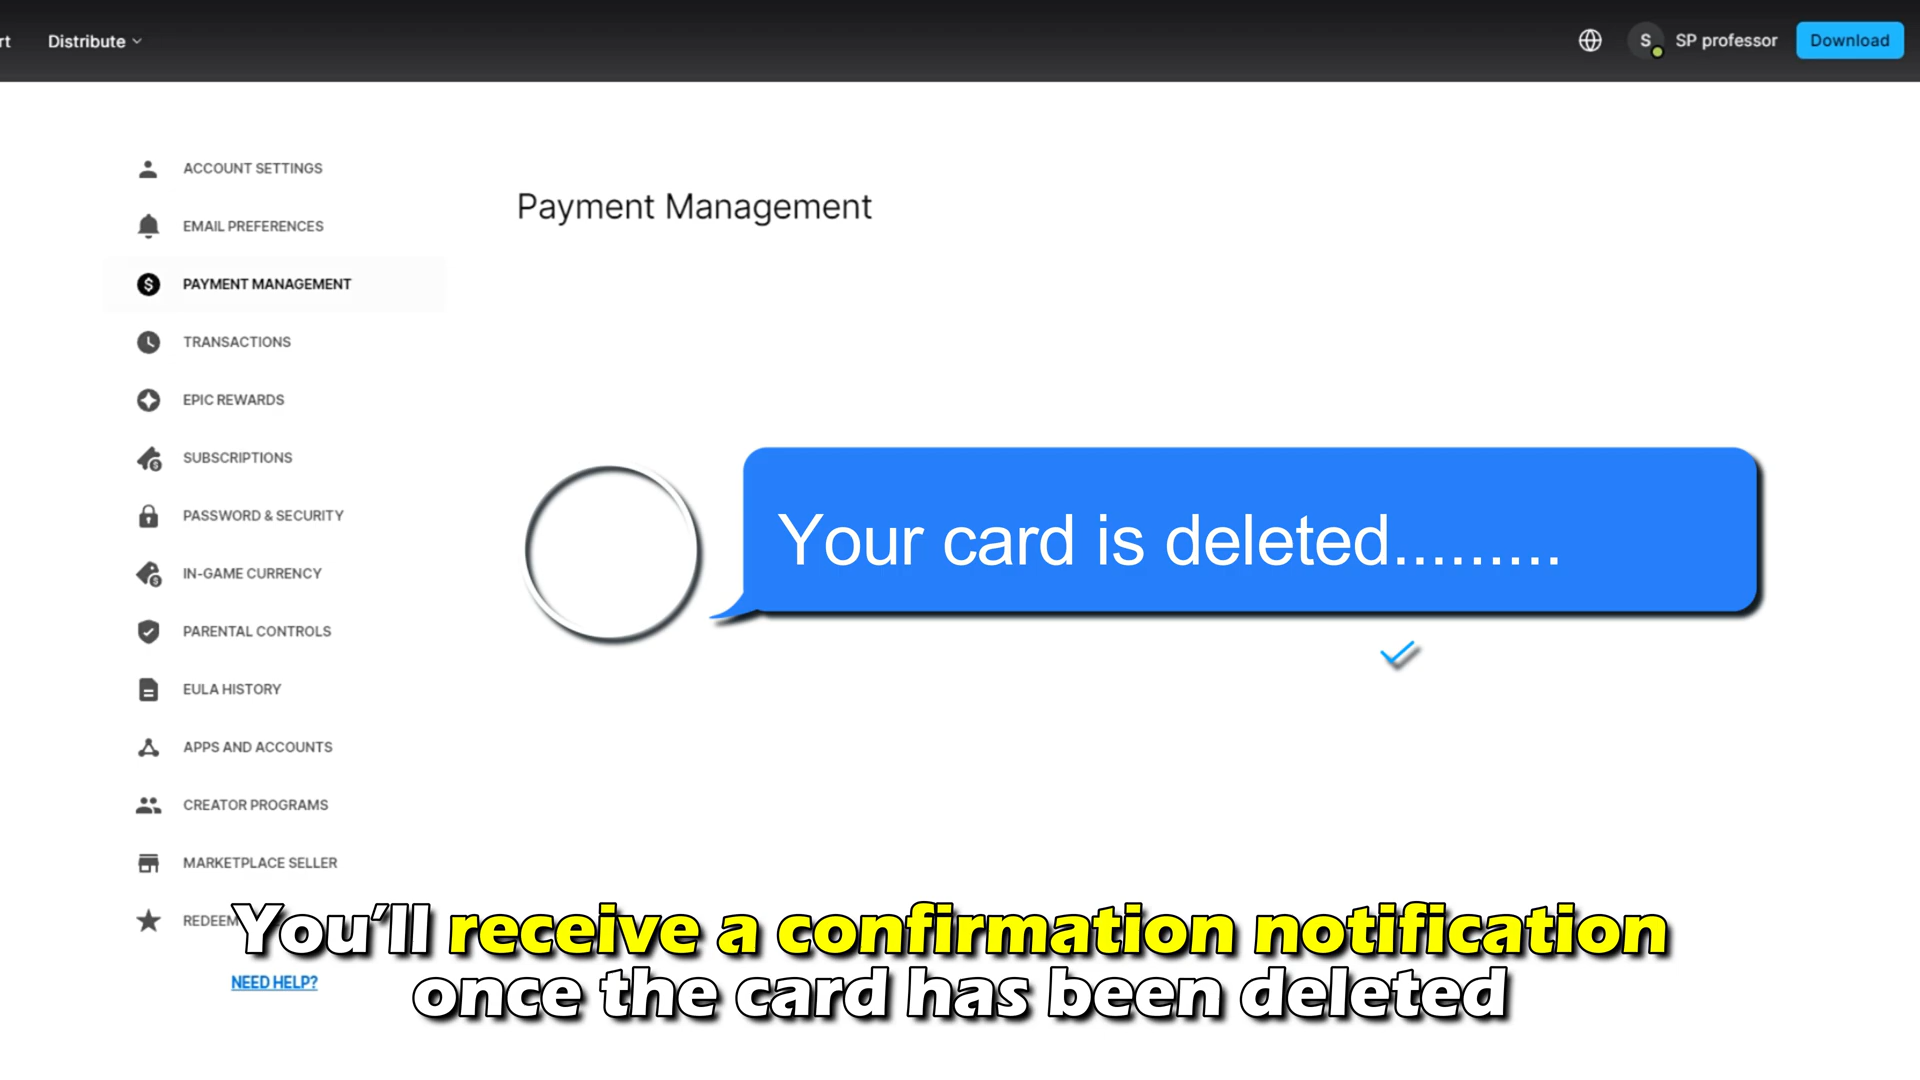 rt
Distribute
S
SP professor
Download
ACCOUNT SETTINGS
EMAIL PREFERENCES
PAYMENT MANAGEMENT
TRANSACTIONS
EPIC REWARDS
SUBSCRIPTIONS
PASSWORD & SECURITY
IN-GAME CURRENCY
PARENTAL CONTROLS
EULA HISTORY
APPS AND ACCOUNTS
CREATOR PROGRAMS
MARKETPLACE SELLER
REDEEM
NEED HELP?
Payment Management
Your card is deleted.........
You’ll receive a confirmation notification
once the card has been deleted